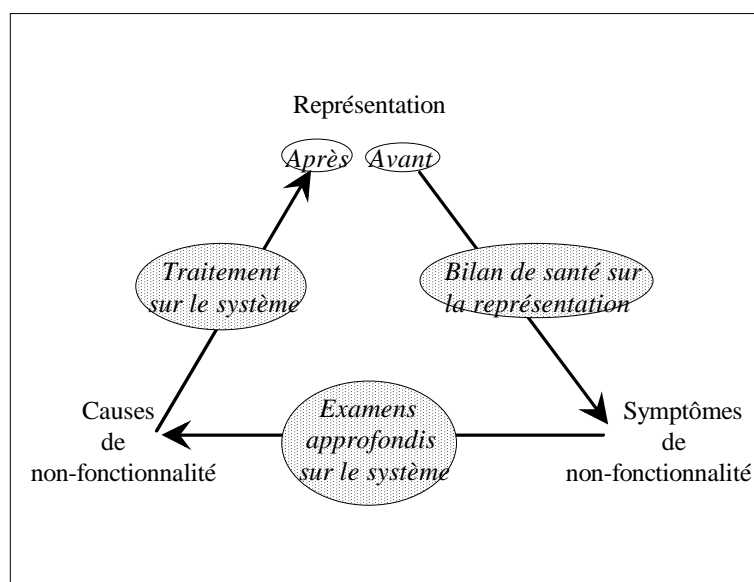 Représentation
Après
Avant
Traitement
sur le système
Bilan de santé sur
la représentation
Causes
de
non-fonctionnalité
Examens
approfondis
sur le système
Symptômes
de
non-fonctionnalité